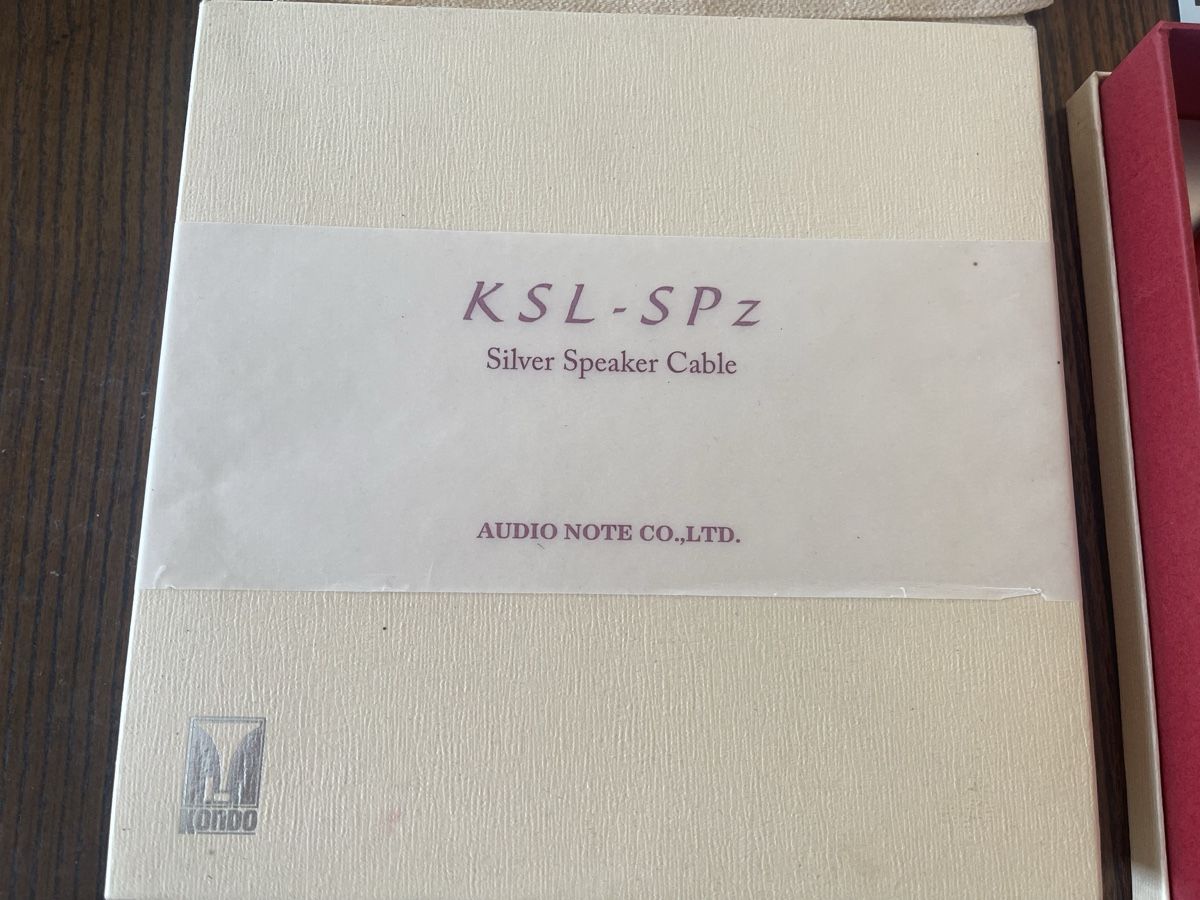 KSL-SPz
Silver Speaker Cable
AUDIO NOTE CO.,LTD.
KONDO